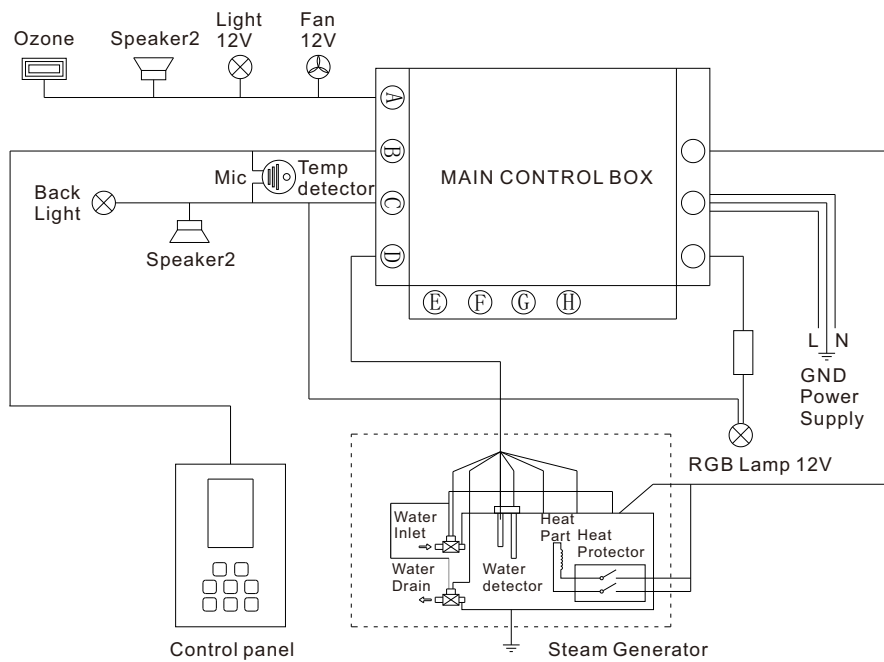 Ozone
Speaker2
Light
12V
Fan
12V
A
B
C
D
MAIN CONTROL BOX
Mic
Temp
detector
Back
Light
Speaker2
E F G H
L N
GND
Power
Supply
RGB Lamp 12V
Water
Inlet
Heat
Part
Heat
Protector
Water
Drain
Water
detector
Control panel
Steam Generator